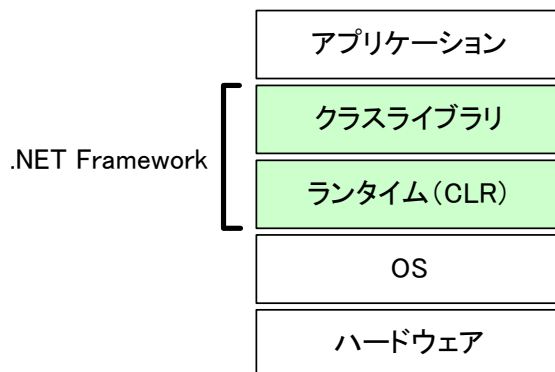 アプリケーション
クラスライブラリ
.NET Framework
ランタイム（CLR）
OS
ハードウェア